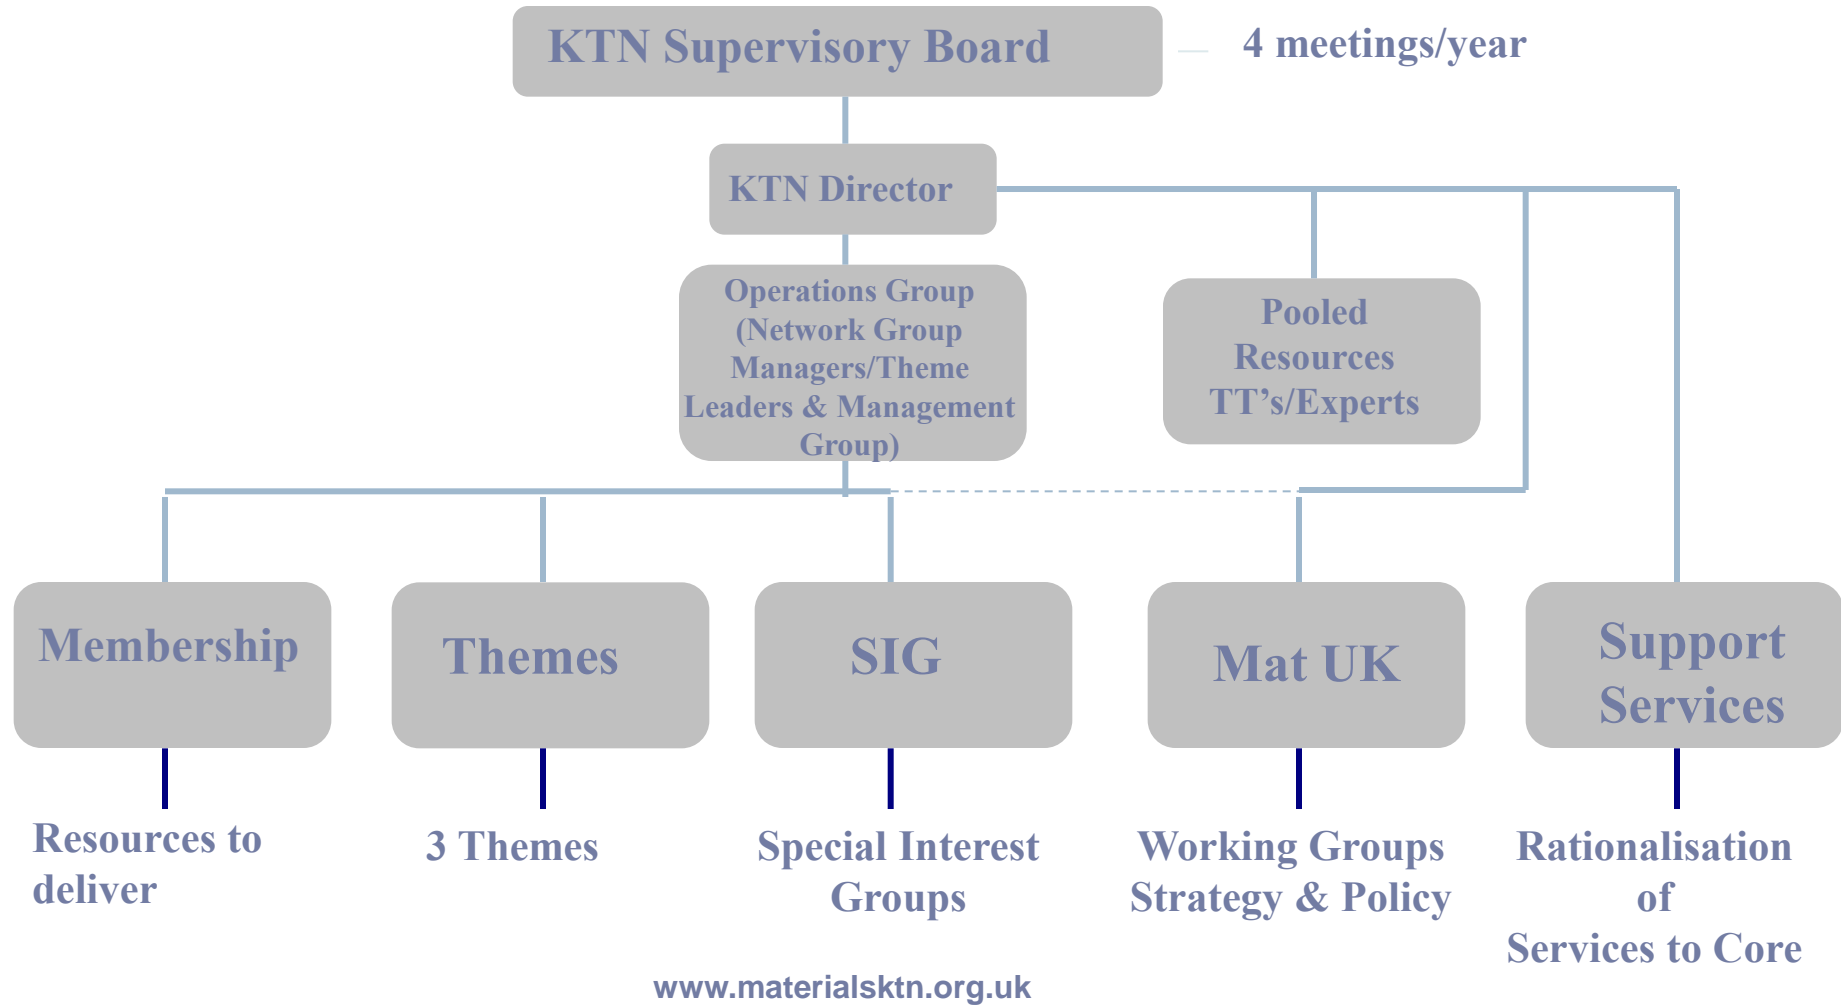 KTN Supervisory Board
4 meetings/year
KTN Director
Operations Group
(Network Group
Managers/Theme
Leaders & Management
Group)
Pooled
Resources
TT’s/Experts
Membership
Themes
SIG
Mat UK
Support
Services
Resources to
deliver
3 Themes
Special Interest
Groups
Working Groups
Strategy & Policy
Rationalisation
of
Services to Core
www.materialsktn.org.uk